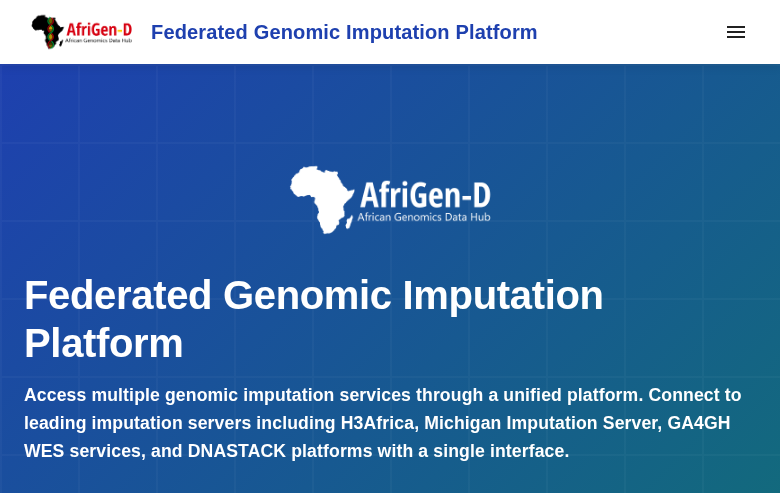 AfriGen-D
African Genomics Data Hub
Federated Genomic Imputation Platform
AfriGen-D
African Genomics Data Hub
Federated Genomic Imputation
Platform
Access multiple genomic imputation services through a unified platform. Connect to
leading imputation servers including H3Africa, Michigan Imputation Server, GA4GH
WES services, and DNASTACK platforms with a single interface.